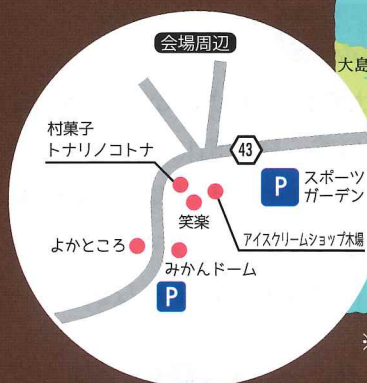 会場周辺
大島
村菓子
トナリノコトナ
43
P
スポーツ
ガーデン
笑楽
アイスクリームショップ木場
よかところ
みかんドーム
P
※